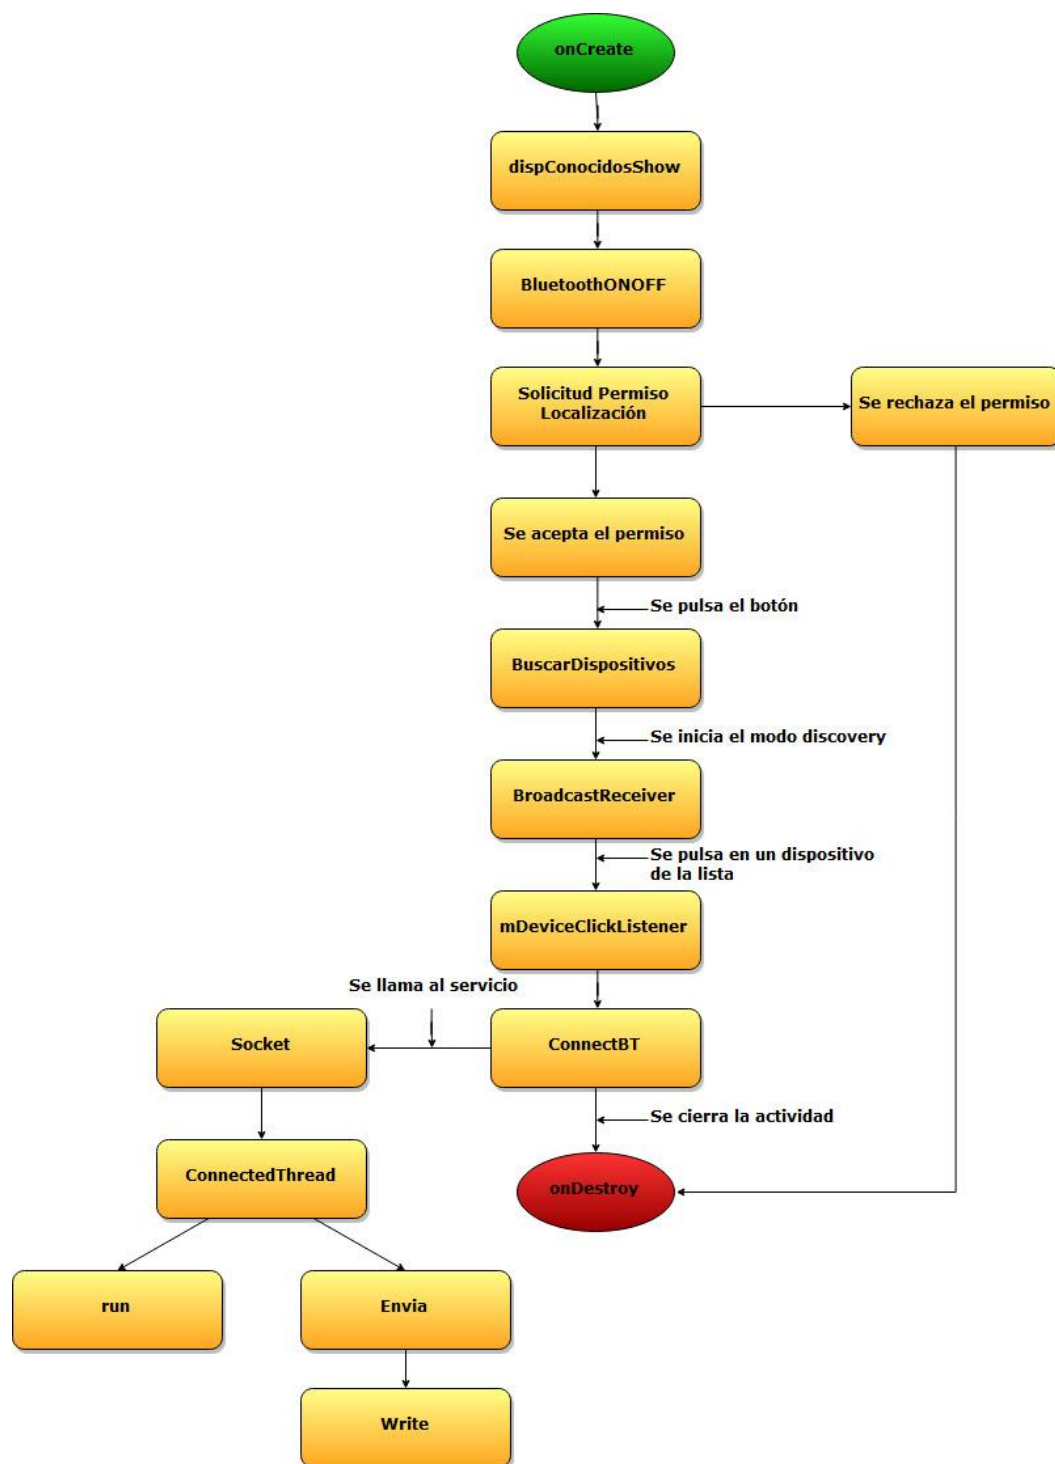 onCreate
dispConocidosShow
BluetoothONOFF
Solicitud Permiso
Localización
Se rechaza el permiso
Se acepta el permiso
Se pulsa el botón
BuscarDispositivos
Se inicia el modo discovery
BroadcastReceiver
Se pulsa en un dispositivo
de la lista
mDeviceClickListener
Se llama al servicio
Socket
ConnectBT
Se cierra la actividad
ConnectedThread
onDestroy
run
Envia
Write